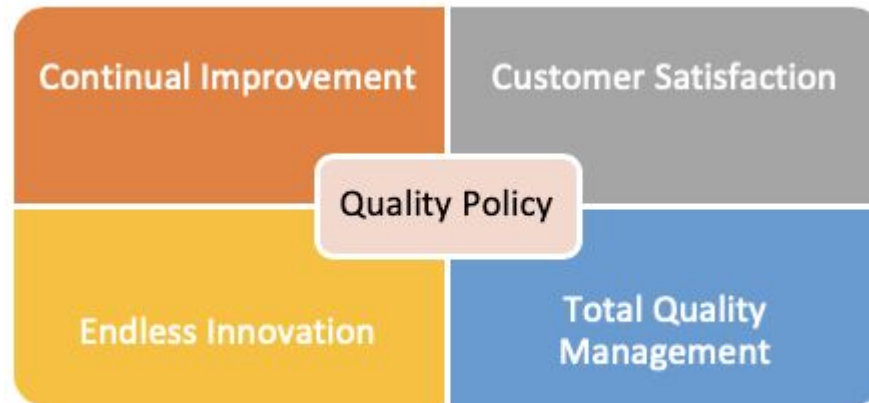 Continual Improvement
Customer Satisfaction
Quality Policy
Endless Innovation
Total Quality
Management